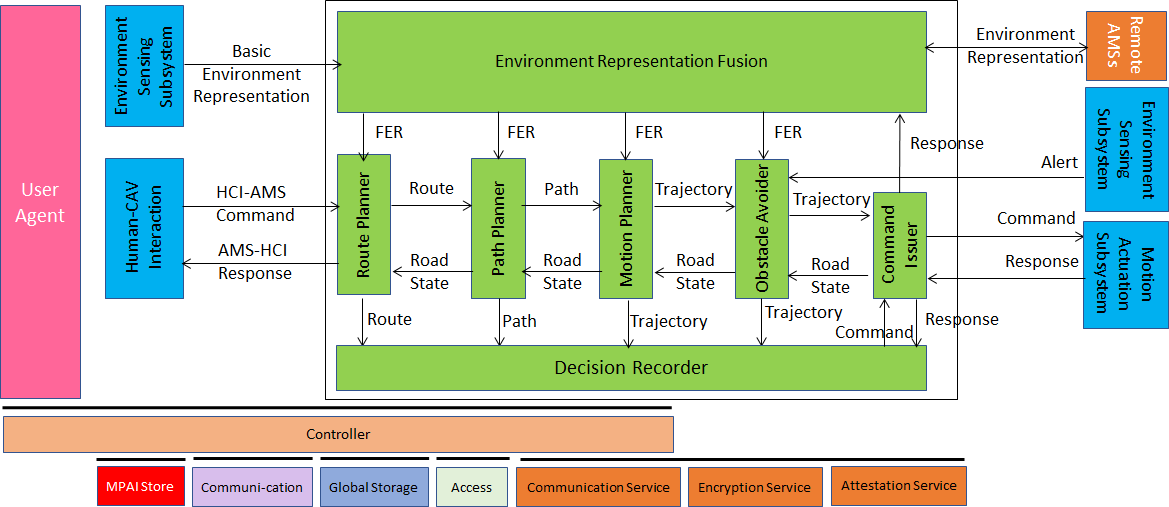 User
Agent
Environment
Sensing
Subsystem
Basic
Environment
Representation
Environment Representation Fusion
Environment
Representation
Remote
AMSs
FER
FER
FER
FER
Response
Environment
Sensing
Subsystem
Alert
Human-CAV
Interaction
HCI-AMS
Command
AMS-HCI
Response
Route Planner
Route
Road
State
Path Planner
Path
Road
State
Motion Planner
Trajectory
Road
State
Obstacle Avoider
Trajectory
Road
State
Command
Issuer
Command
Response
Motion
Actuation
Subsystem
Route
Path
Trajectory
Trajectory
Command
Response
Decision Recorder
Controller
MPAI Store
Communi-cation
Global Storage
Access
Communication Service
Encryption Service
Attestation Service